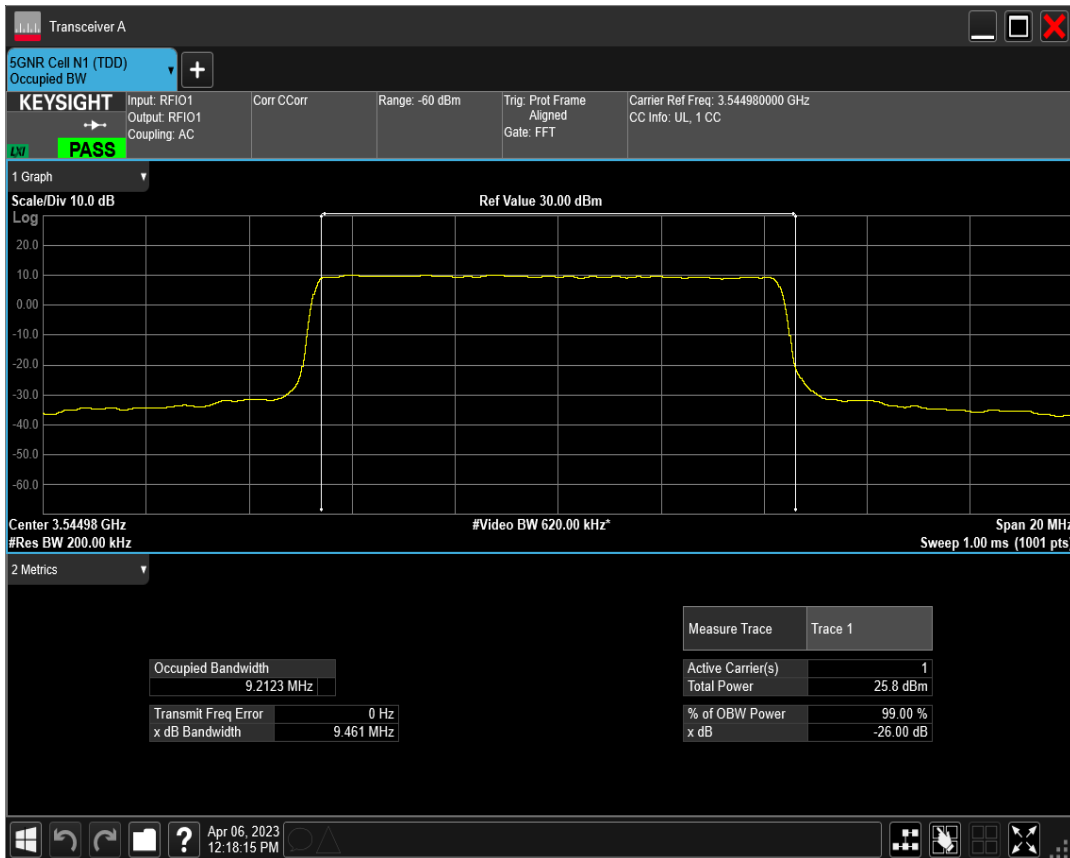 Transceiver A
5GNR Cell N1 (TDD)
Occupied BW
+
KEYSIGHT
LXI
PASS
Input: RFIO1
Output: RFIO1
Coupling: AC
Corr CCorr
Range: -60 dBm
Trig: Prot Frame
Aligned
Gate: FFT
Carrier Ref Freq: 3.544980000 GHz
CC Info: UL, 1 CC
1 Graph
Scale/Div 10.0 dB
Ref Value 30.00 dBm
Log
20.0
10.0
0.00
-10.0
-20.0
-30.0
-40.0
-50.0
-60.0
Center 3.54498 GHz
#Video BW 620.00 kHz*
Span 20 MHz
#Res BW 200.00 kHz
Sweep 1.00 ms (1001 pts)
2 Metrics
Measure Trace Trace 1
Occupied Bandwidth
9.2123 MHz
Active Carrier(s) 1
Total Power 25.8 dBm
Transmit Freq Error 0 Hz
x dB Bandwidth 9.461 MHz
% of OBW Power 99.00 %
x dB -26.00 dB
?
Apr 06, 2023
12:18:15 PM